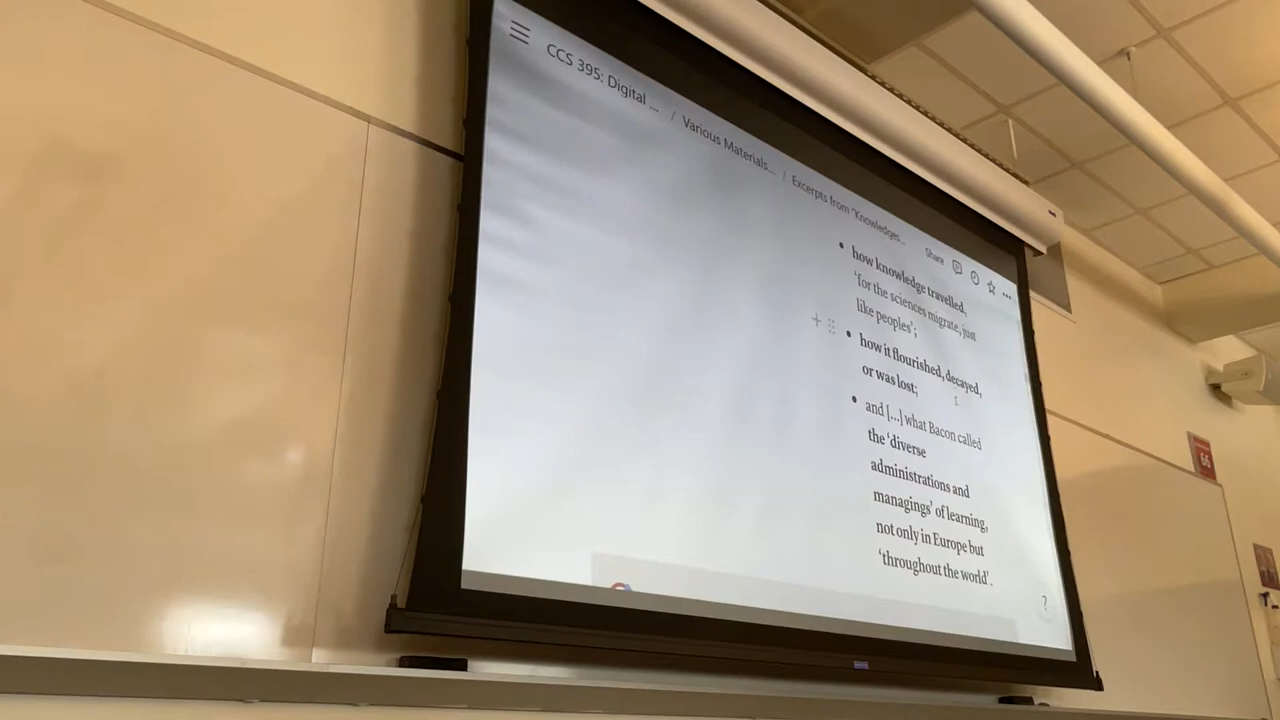 CCS 395: Digital ... / Various Materials... / Excerpts from "Knowledges...
Share
• how knowledge travelled,
'for the sciences migrate, just
like peoples';
• how it flourished, decayed,
or was lost;
• and [...] what Bacon called
the 'diverse
administrations and
managings' of learning,
not only in Europe but
'throughout the world'.
?